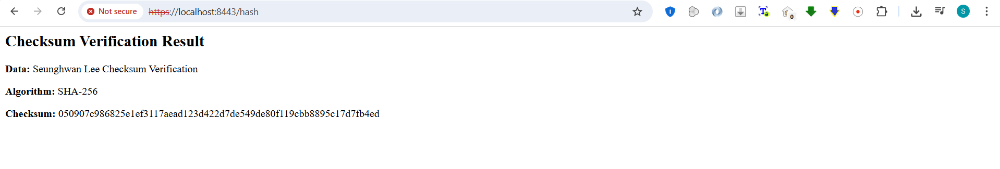 Not secure https://localhost:8443/hash 0 S
Checksum Verification Result
Data: Seunghwan Lee Checksum Verification
Algorithm: SHA-256
Checksum: 050907c986825e1ef3117aead123d422d7de549de80f119cbb8895c17d7fb4ed